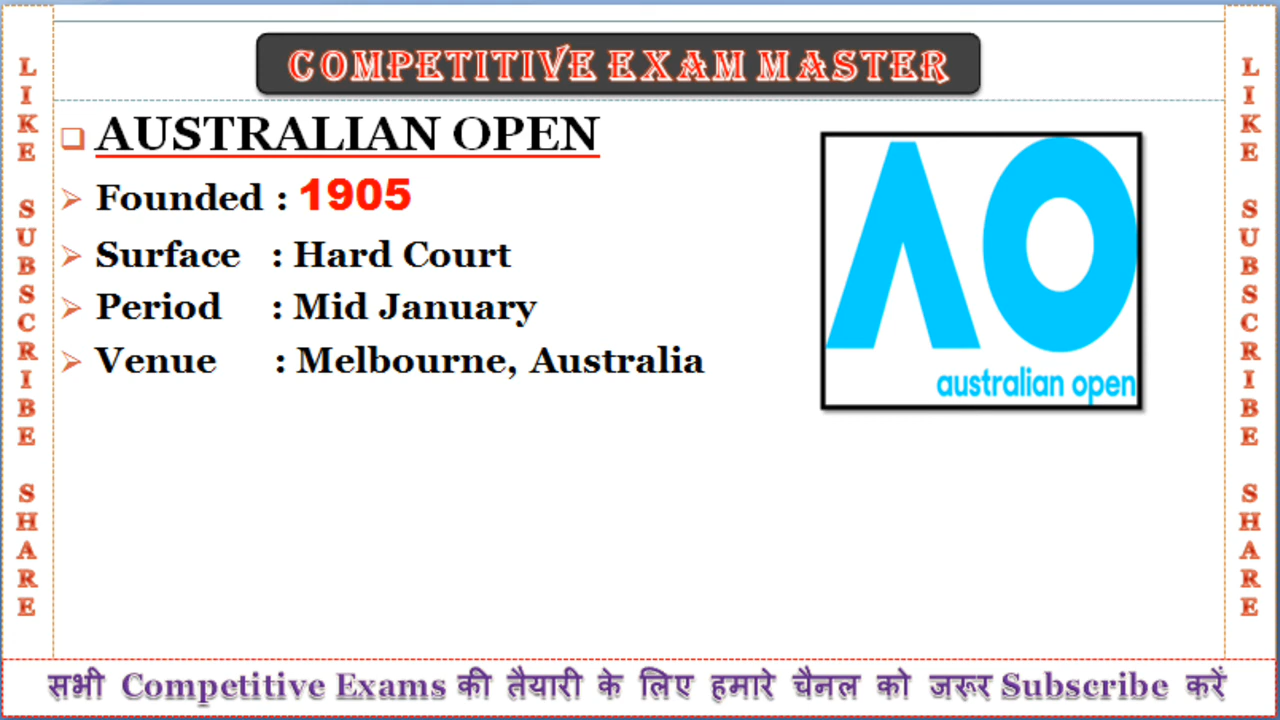 COMPETITIVE EXAM MASTER
AUSTRALIAN OPEN
Founded : 1905
Surface : Hard Court
Period : Mid January
Venue : Melbourne, Australia
AO
australian open
LIKE SUBSCRIBE SHARE
LIKE SUBSCRIBE SHARE
सभी Competitive Exams की तैयारी के लिए हमारे चैनल को जरूर Subscribe करें